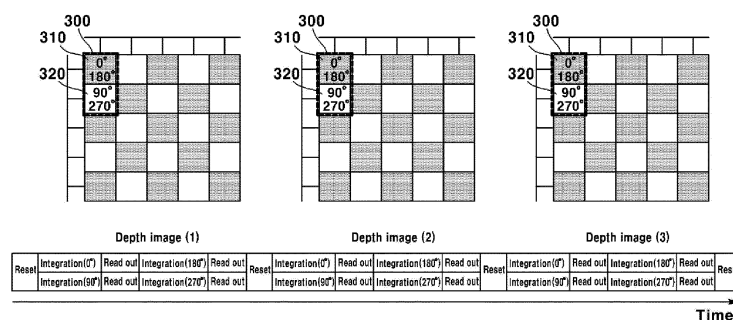 300 300 300
310 310 310
0° 0° 0°
320 180° 320 180° 320 180°
90° 90° 90°
270° 270° 270°
Depth image (1) Depth image (2) Depth image (3)
Reset Integration(0°) Read out Integration(180°) Read out Reset Integration(0°) Read out Integration(180°) Read out Reset Integration(0°) Read out Integration(180°) Read out Res
Integration(90°) Read out Integration(270°) Read out Integration(90°) Read out Integration(270°) Read out Integration(90°) Read out Integration(270°) Read out
Time